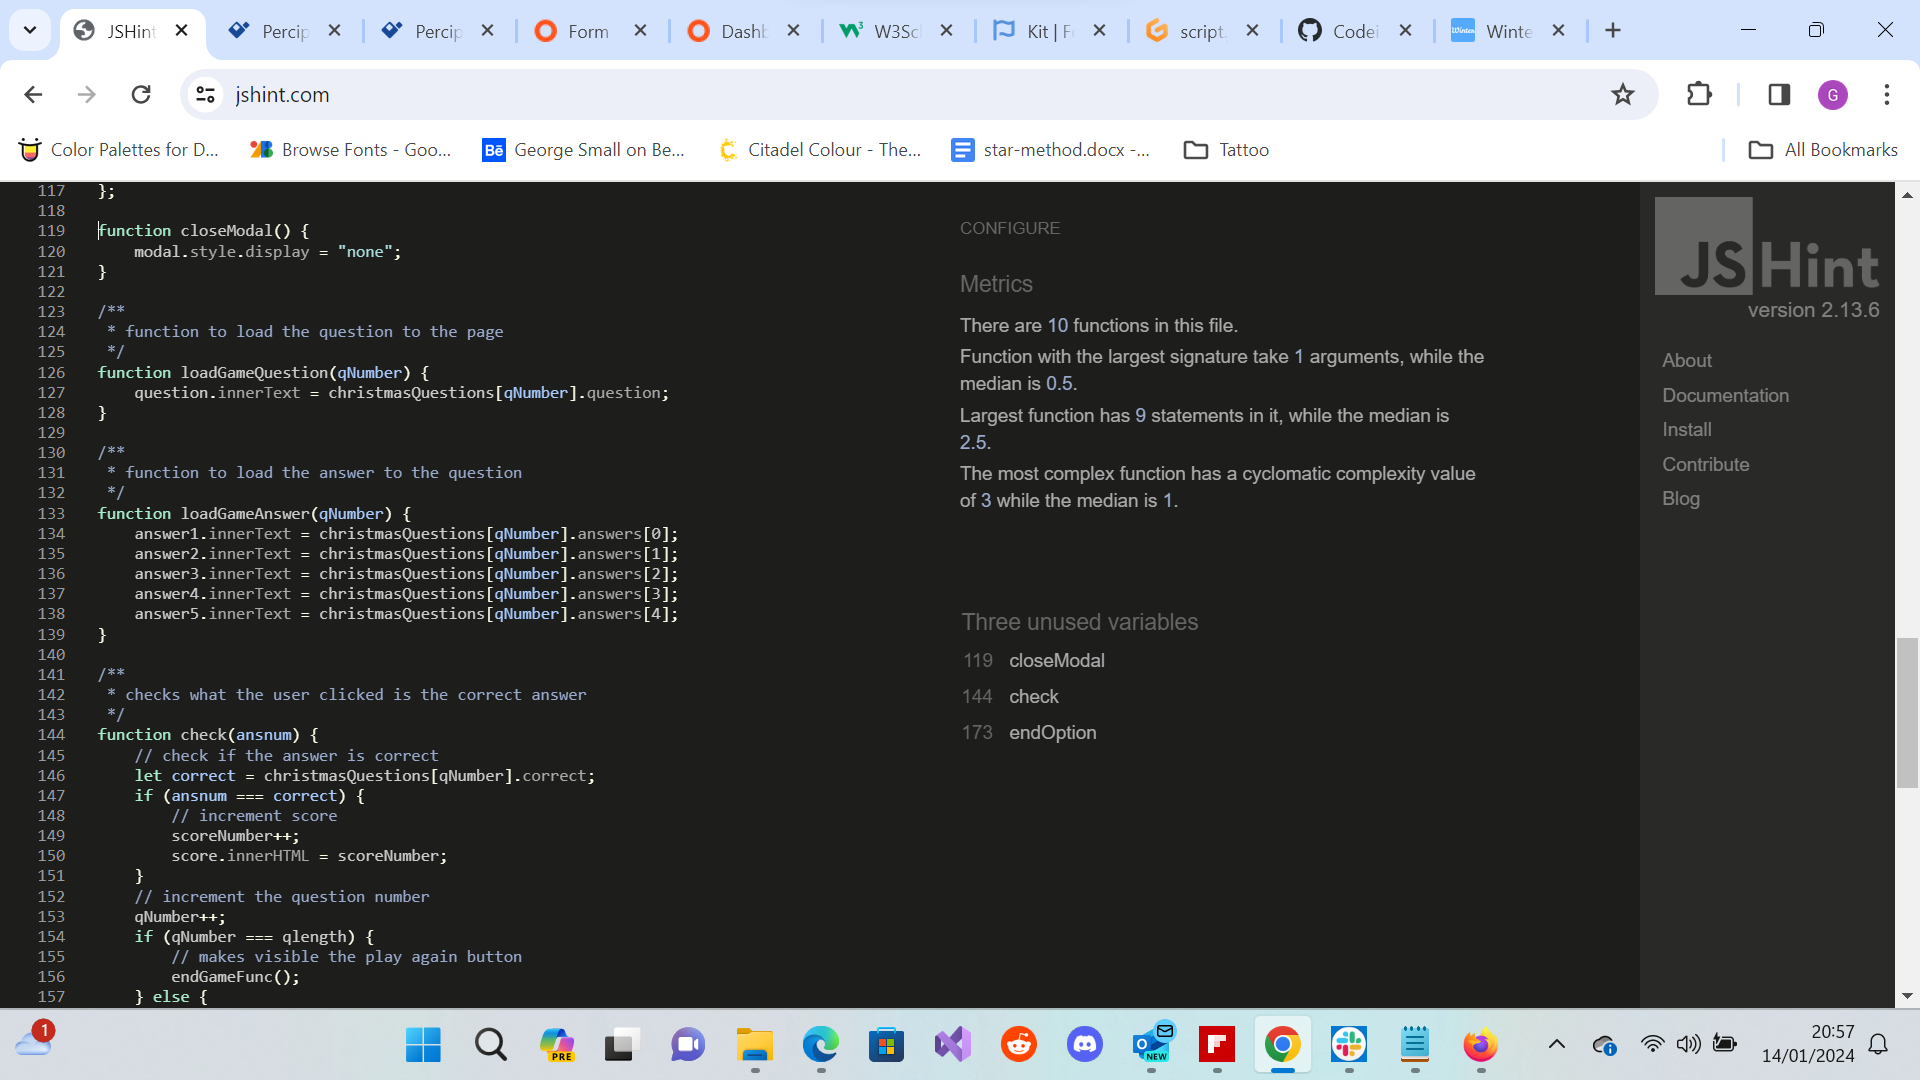 JSHint
Percip
Percip
Form
Dashb
W3Scl
Kit | Fo
script.
Codei
Winte
jshint.com
G
Color Palettes for D...
Browse Fonts - Goo...
Bē George Small on Be...
Citadel Colour - The...
star-method.docx -...
Tattoo
All Bookmarks
117 };
118
119 function closeModal() {
120 modal.style.display = "none";
121 }
122
123 /**
124 * function to load the question to the page
125 */
126 function loadGameQuestion(qNumber) {
127 question.innerText = christmasQuestions[qNumber].question;
128 }
129
130 /**
131 * function to load the answer to the question
132 */
133 function loadGameAnswer(qNumber) {
134 answer1.innerText = christmasQuestions[qNumber].answers[0];
135 answer2.innerText = christmasQuestions[qNumber].answers[1];
136 answer3.innerText = christmasQuestions[qNumber].answers[2];
137 answer4.innerText = christmasQuestions[qNumber].answers[3];
138 answer5.innerText = christmasQuestions[qNumber].answers[4];
139 }
140
141 /**
142 * checks what the user clicked is the correct answer
143 */
144 function check(ansnum) {
145 // check if the answer is correct
146 let correct = christmasQuestions[qNumber].correct;
147 if (ansnum === correct) {
148 // increment score
149 scoreNumber++;
150 score.innerHTML = scoreNumber;
151 }
152 // increment the question number
153 qNumber++;
154 if (qNumber === qlength) {
155 // makes visible the play again button
156 endGameFunc();
157 } else {
CONFIGURE
Metrics
There are 10 functions in this file.
Function with the largest signature take 1 arguments, while the
median is 0.5.
Largest function has 9 statements in it, while the median is
2.5.
The most complex function has a cyclomatic complexity value
of 3 while the median is 1.
Three unused variables
119 closeModal
144 check
173 endOption
JSHint
version 2.13.6
About
Documentation
Install
Contribute
Blog
1
PRE
NEW
20:57
14/01/2024